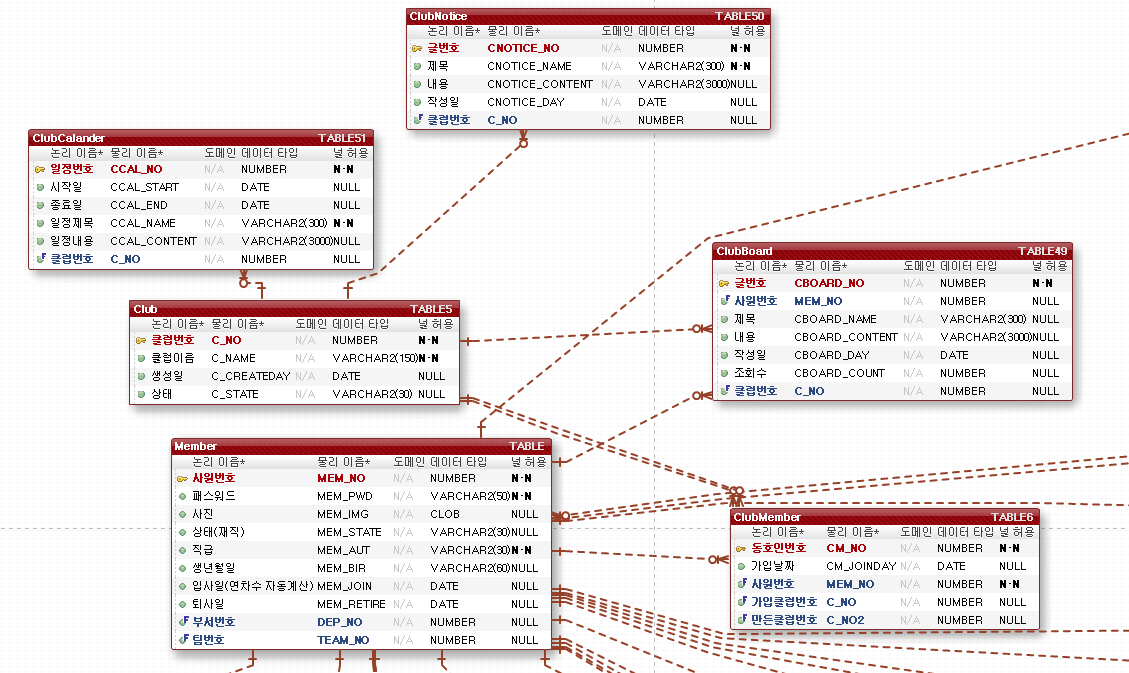 ClubNotice TABLE50
논리 이름* 물리 이름* 도메인 데이터 타입 널 허용
글번호 CNOTICE_NO N/A NUMBER N-N
제목 CNOTICE_NAME N/A VARCHAR2(300) N-N
내용 CNOTICE_CONTENT N/A VARCHAR2(3000)NULL
작성일 CNOTICE_DAY N/A DATE NULL
클럽번호 C_NO N/A NUMBER NULL
ClubCalander TABLE51
논리 이름* 물리 이름* 도메인 데이터 타입 널 허용
일정번호 CCAL_NO N/A NUMBER N-N
시작일 CCAL_START N/A DATE NULL
종료일 CCAL_END N/A DATE NULL
일정제목 CCAL_NAME N/A VARCHAR2(300) N-N
일정내용 CCAL_CONTENT N/A VARCHAR2(3000)NULL
클럽번호 C_NO N/A NUMBER NULL
ClubBoard TABLE49
논리 이름* 물리 이름* 도메인 데이터 타입 널 허용
글번호 CBOARD_NO N/A NUMBER N-N
사원번호 MEM_NO N/A NUMBER NULL
제목 CBOARD_NAME N/A VARCHAR2(300) NULL
내용 CBOARD_CONTENT N/A VARCHAR2(3000)NULL
작성일 CBOARD_DAY N/A DATE NULL
조회수 CBOARD_COUNT N/A NUMBER NULL
클럽번호 C_NO N/A NUMBER NULL
Club TABLE5
논리 이름* 물리 이름* 도메인 데이터 타입 널 허용
클럽번호 C_NO N/A NUMBER N-N
클럽이름 C_NAME N/A VARCHAR2(150)N-N
생성일 C_CREATEDAY N/A DATE NULL
상태 C_STATE N/A VARCHAR2(30) NULL
Member TABLE
논리 이름* 물리 이름* 도메인 데이터 타입 널 허용
사원번호 MEM_NO N/A NUMBER N-N
패스워드 MEM_PWD N/A VARCHAR2(50)N-N
사진 MEM_IMG N/A CLOB NULL
상태(재직) MEM_STATE N/A VARCHAR2(30)NULL
직급 MEM_AUT N/A VARCHAR2(30)N-N
생년월일 MEM_BIR N/A VARCHAR2(60)NULL
입사일(연차수 자동계산) MEM_JOIN N/A DATE NULL
퇴사일 MEM_RETIRE N/A DATE NULL
부서번호 DEP_NO N/A NUMBER NULL
팀번호 TEAM_NO N/A NUMBER NULL
ClubMember TABLE6
논리 이름* 물리 이름* 도메인 데이터 타입 널 허용
동호인번호 CM_NO N/A NUMBER N-N
가입날짜 CM_JOINDAY N/A DATE NULL
사원번호 MEM_NO N/A NUMBER N-N
가입클럽번호 C_NO N/A NUMBER NULL
만든클럽번호 C_NO2 N/A NUMBER NULL